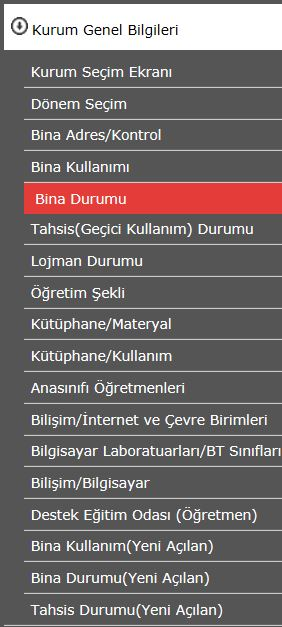 Kurum Genel Bilgileri
Kurum Seçim Ekranı
Dönem Seçim
Bina Adres/Kontrol
Bina Kullanımı
Bina Durumu
Tahsis(Geçici Kullanım) Durumu
Lojman Durumu
Öğretim Şekli
Kütüphane/Materyal
Kütüphane/Kullanım
Anasınıfı Öğretmenleri
Bilişim/İnternet ve Çevre Birimleri
Bilgisayar Laboratuarları/BT Sınıfları
Bilişim/Bilgisayar
Destek Eğitim Odası (Öğretmen)
Bina Kullanım(Yeni Açılan)
Bina Durumu(Yeni Açılan)
Tahsis Durumu(Yeni Açılan)